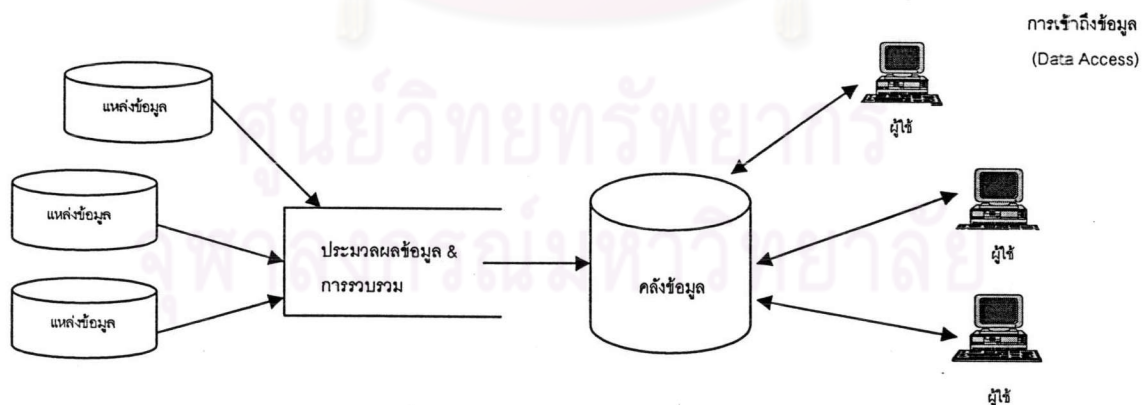 การเข้าถึงข้อมูล
(Data Access)
แหล่งข้อมูล
ผู้ใช้
ศูนย์วิทยทรัพยากร
แหล่งข้อมูล
ประมวลผลข้อมูล &
การรวบรวม
คลังข้อมูล
ผู้ใช้
จุฬาลงกรณ์มหาวิทยาลัย
แหล่งข้อมูล
ผู้ใช้